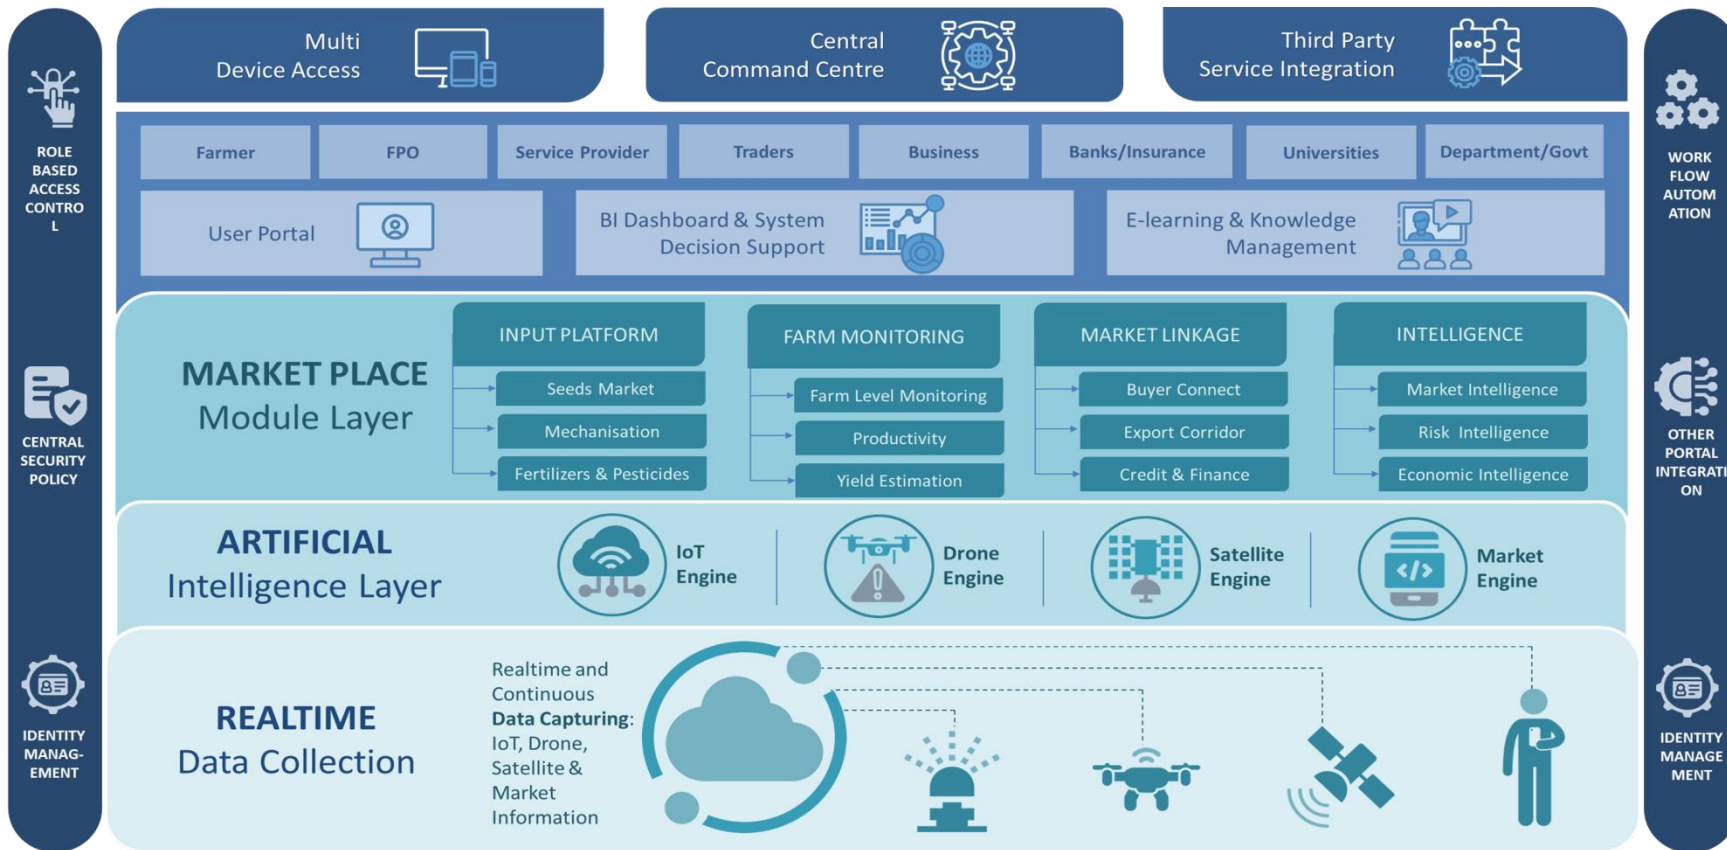 Multi
Device Access
Central
Command Centre
Third Party
Service Integration
ROLE
BASED
ACCESS
CONTRO
L
CENTRAL
SECURITY
POLICY
IDENTITY
MANAG-
EMENT
Farmer
FPO
Service Provider
Traders
Business
Banks/Insurance
Universities
Department/Govt
User Portal
BI Dashboard & System
Decision Support
E-learning & Knowledge
Management
MARKET PLACE
Module Layer
INPUT PLATFORM
Seeds Market
Mechanisation
Fertilizers & Pesticides
FARM MONITORING
Farm Level Monitoring
Productivity
Yield Estimation
MARKET LINKAGE
Buyer Connect
Export Corridor
Credit & Finance
INTELLIGENCE
Market Intelligence
Risk Intelligence
Economic Intelligence
ARTIFICIAL
Intelligence Layer
IoT
Engine
Drone
Engine
Satellite
Engine
</>
Market
Engine
REALTIME
Data Collection
Realtime and
Continuous
Data Capturing:
IoT, Drone,
Satellite &
Market
Information
WORK
FLOW
AUTOM
ATION
OTHER
PORTAL
INTEGRATI
ON
IDENTITY
MANAGE
MENT